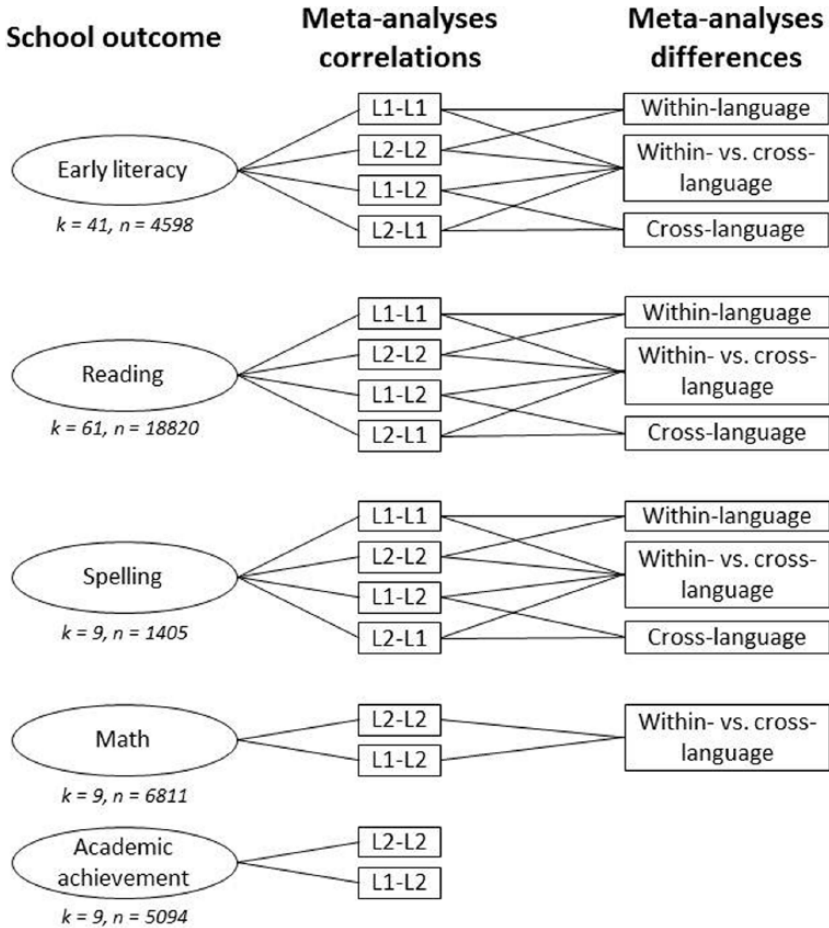 School outcome
Meta-analyses
correlations
Meta-analyses
differences
Early literacy
k = 41, n = 4598
L1-L1
L2-L2
L1-L2
L2-L1
Within-language
Within- vs. cross-
language
Cross-language
Reading
k = 61, n = 18820
L1-L1
L2-L2
L1-L2
L2-L1
Within-language
Within- vs. cross-
language
Cross-language
Spelling
k = 9, n = 1405
L1-L1
L2-L2
L1-L2
L2-L1
Within-language
Within- vs. cross-
language
Cross-language
Math
k = 9, n = 6811
L2-L2
L1-L2
Within- vs. cross-
language
Academic
achievement
k = 9, n = 5094
L2-L2
L1-L2